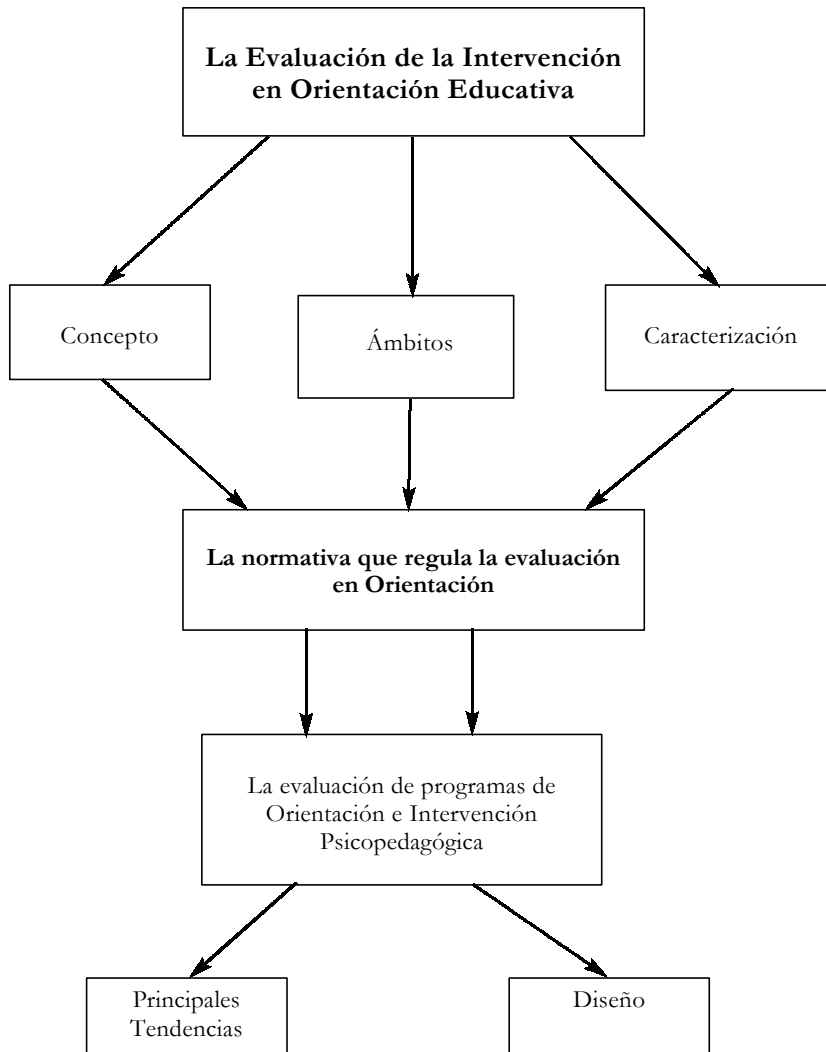 La Evaluación de la Intervención
en Orientación Educativa
Concepto
Ámbitos
Caracterización
La normativa que regula la evaluación
en Orientación
La evaluación de programas de
Orientación e Intervención
Psicopedagógica
Principales
Tendencias
Diseño